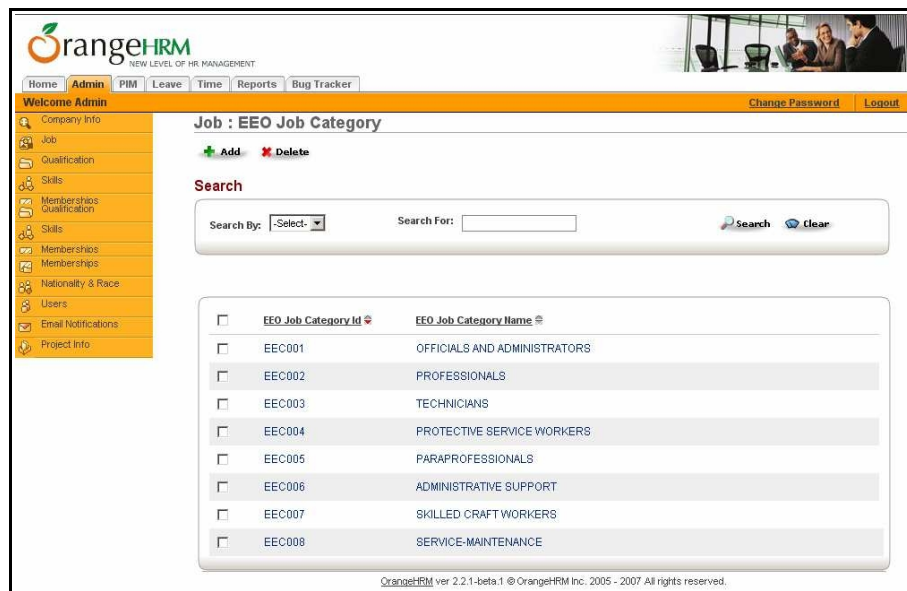 OrangeHRM
NEW LEVEL OF HR MANAGEMENT
Home Admin PIM Leave Time Reports Bug Tracker
Welcome Admin Change Password Logout
Company Info
Job
Qualification
Skills
Memberships
Qualification
Skills
Memberships
Memberships
Nationality & Race
Users
Email Notifications
Project Info
Job : EEO Job Category
Add Delete
Search
Search By: -Select- Search For: Search Clear
EEO Job Category Id EEO Job Category Name
EEC001 OFFICIALS AND ADMINISTRATORS
EEC002 PROFESSIONALS
EEC003 TECHNICIANS
EEC004 PROTECTIVE SERVICE WORKERS
EEC005 PARAPROFESSIONALS
EEC006 ADMINISTRATIVE SUPPORT
EEC007 SKILLED CRAFT WORKERS
EEC008 SERVICE-MAINTENANCE
OrangeHRM ver 2.2.1-beta.1 © OrangeHRM Inc. 2005 - 2007 All rights reserved.